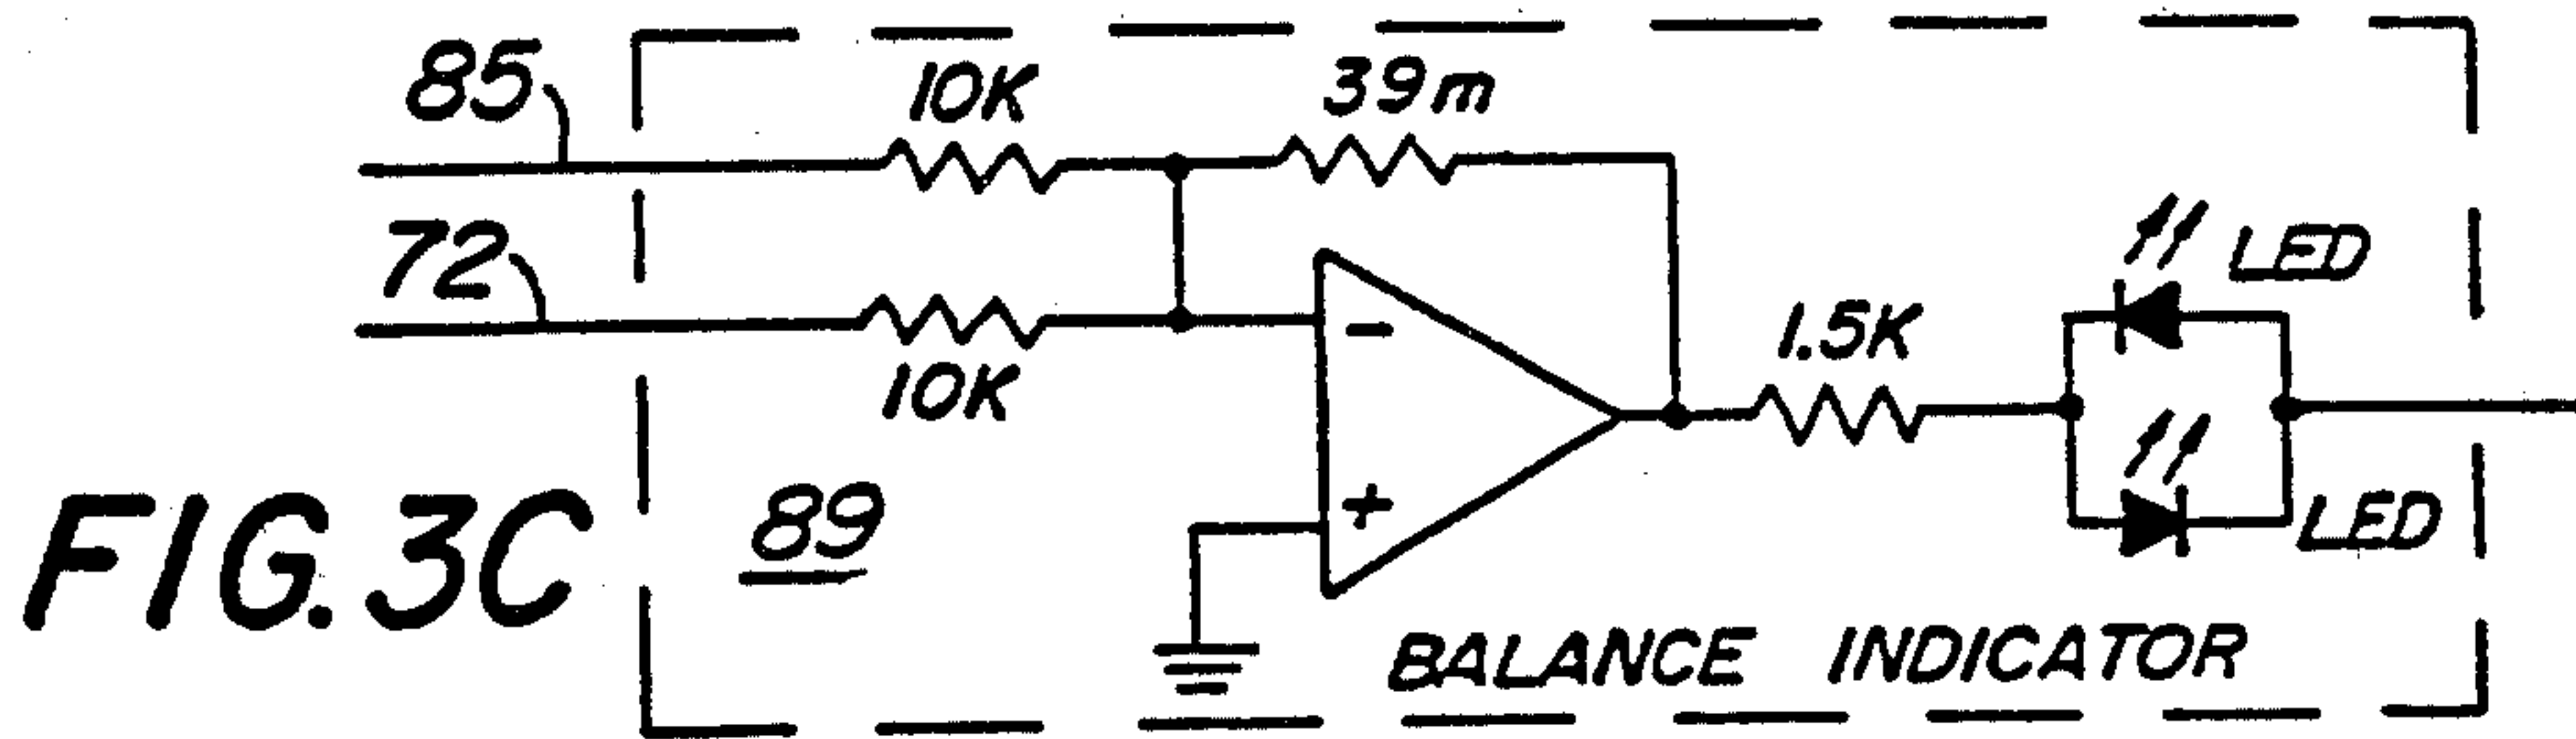 85
10K
39m
72
10K
-
+
1.5K
LED
LED
89
FIG. 3C
BALANCE INDICATOR